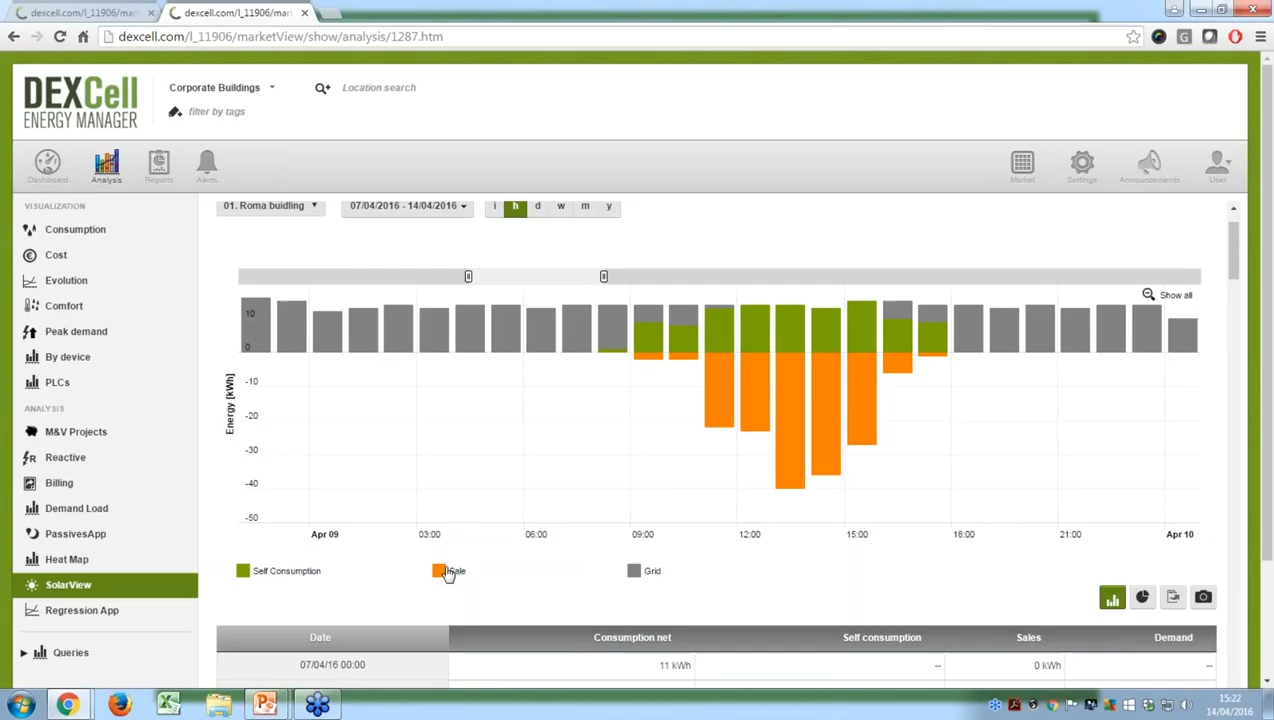 dexcell.com/l_11906/mar
dexcell.com/l_11906/mar
dexcell.com/l_11906/marketView/show/analysis/1287.htm
DEXCell
ENERGY MANAGER
Corporate Buildings
Location search
filter by tags
Dashboard
Analysis
Reports
Alerts
Market
Settings
Announcements
User
VISUALIZATION
Consumption
Cost
Evolution
Comfort
Peak demand
By device
PLCs
ANALYSIS
M&V Projects
Reactive
Billing
Demand Load
PassivesApp
Heat Map
SolarView
Regression App
Queries
01. Roma buidling
07/04/2016 - 14/04/2016
i h d w m y
Show all
Energy [kWh]
10
0
-10
-20
-30
-40
-50
Apr 09 03:00 06:00 09:00 12:00 15:00 18:00 21:00 Apr 10
Self Consumption Sale Grid
Date Consumption net Self consumption Sales Demand
07/04/16 00:00 11 kWh -- 0 kWh --
15:22
14/04/2016